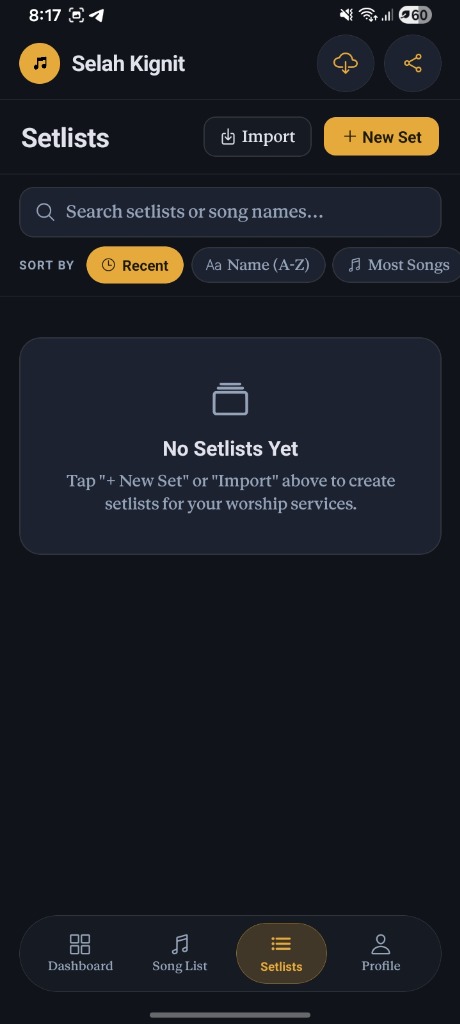 8:17
60
Selah Kignit
Setlists
Import
+ New Set
Search setlists or song names...
SORT BY
Recent
Aa Name (A-Z)
Most Songs
No Setlists Yet
Tap "+ New Set" or "Import" above to create
setlists for your worship services.
Dashboard
Song List
Setlists
Profile